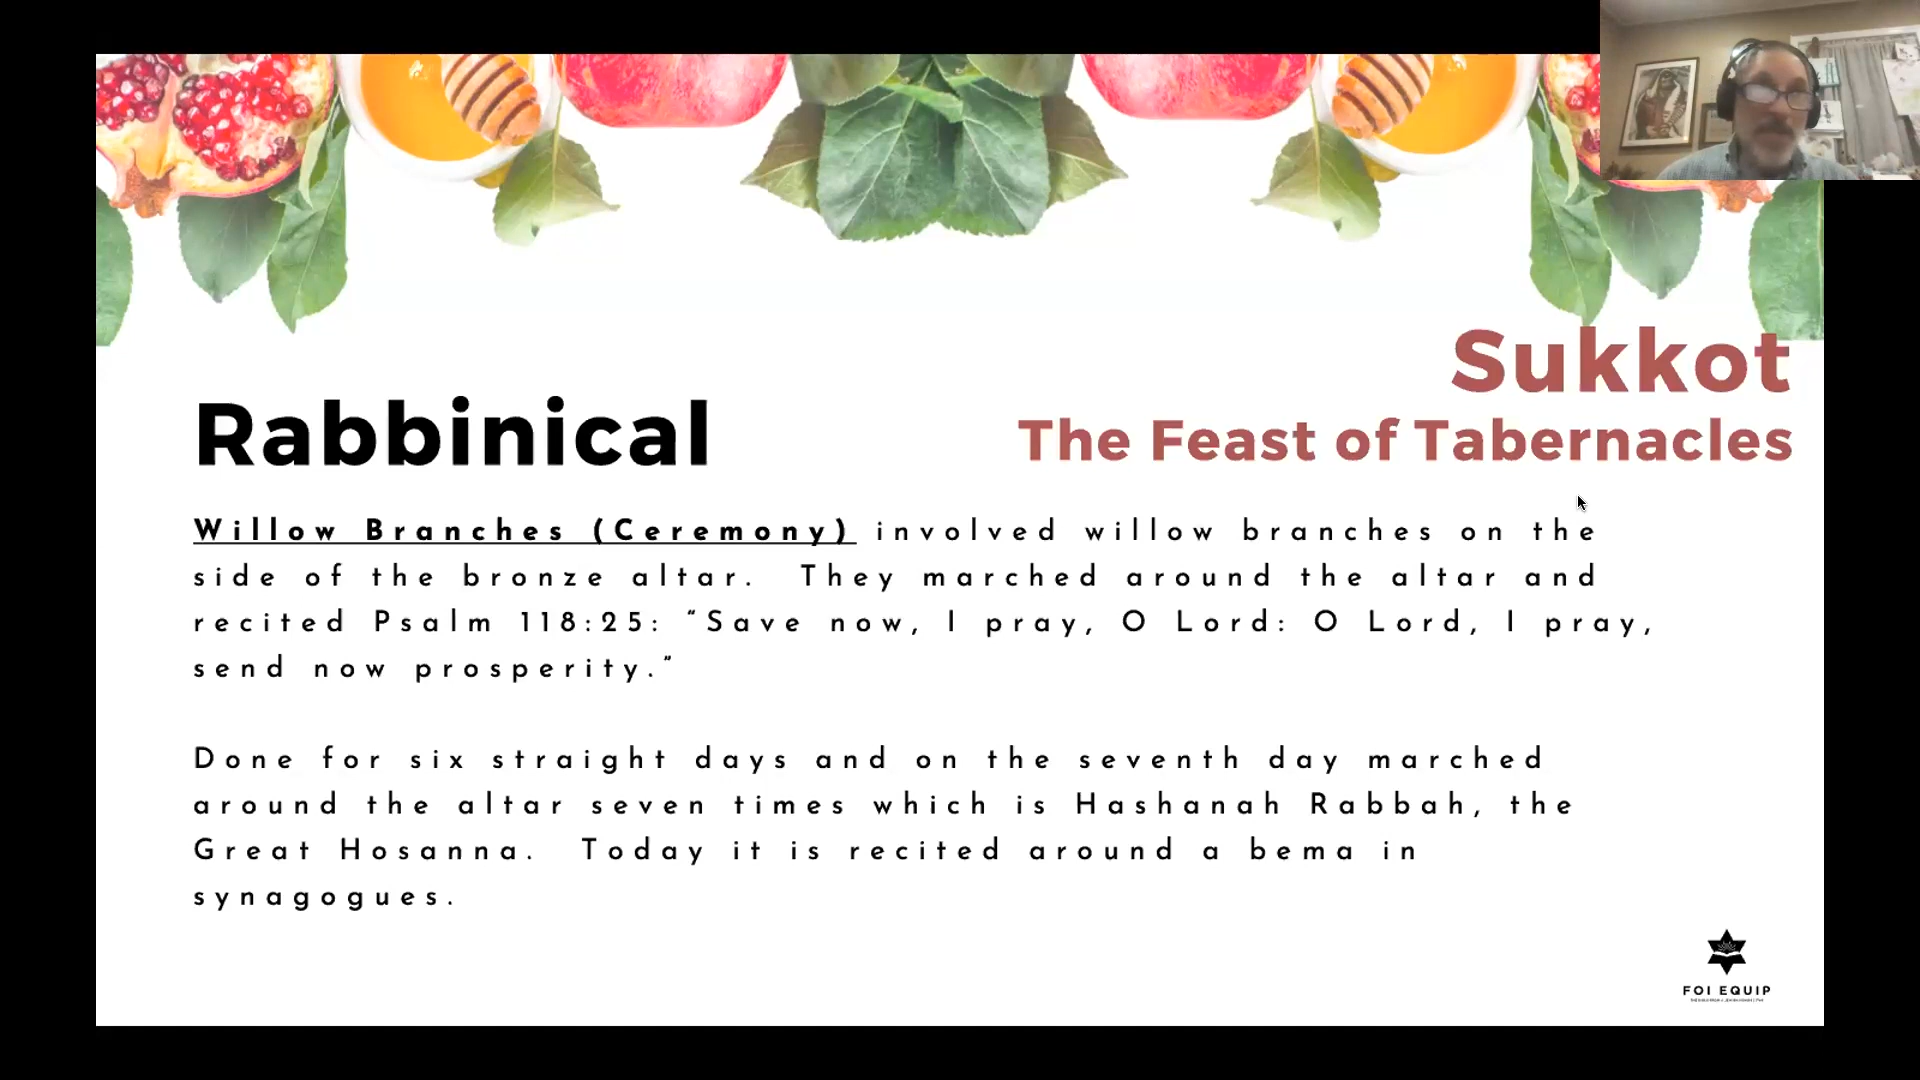 Sukkot
The Feast of Tabernacles
Rabbinical
Willow Branches (Ceremony) involved willow branches on the
side of the bronze altar. They marched around the altar and
recited Psalm 118:25: “Save now, I pray, O Lord: O Lord, I pray,
send now prosperity.”
Done for six straight days and on the seventh day marched
around the altar seven times which is Hashanah Rabbah, the
Great Hosanna. Today it is recited around a bema in
synagogues.
FOI EQUIP